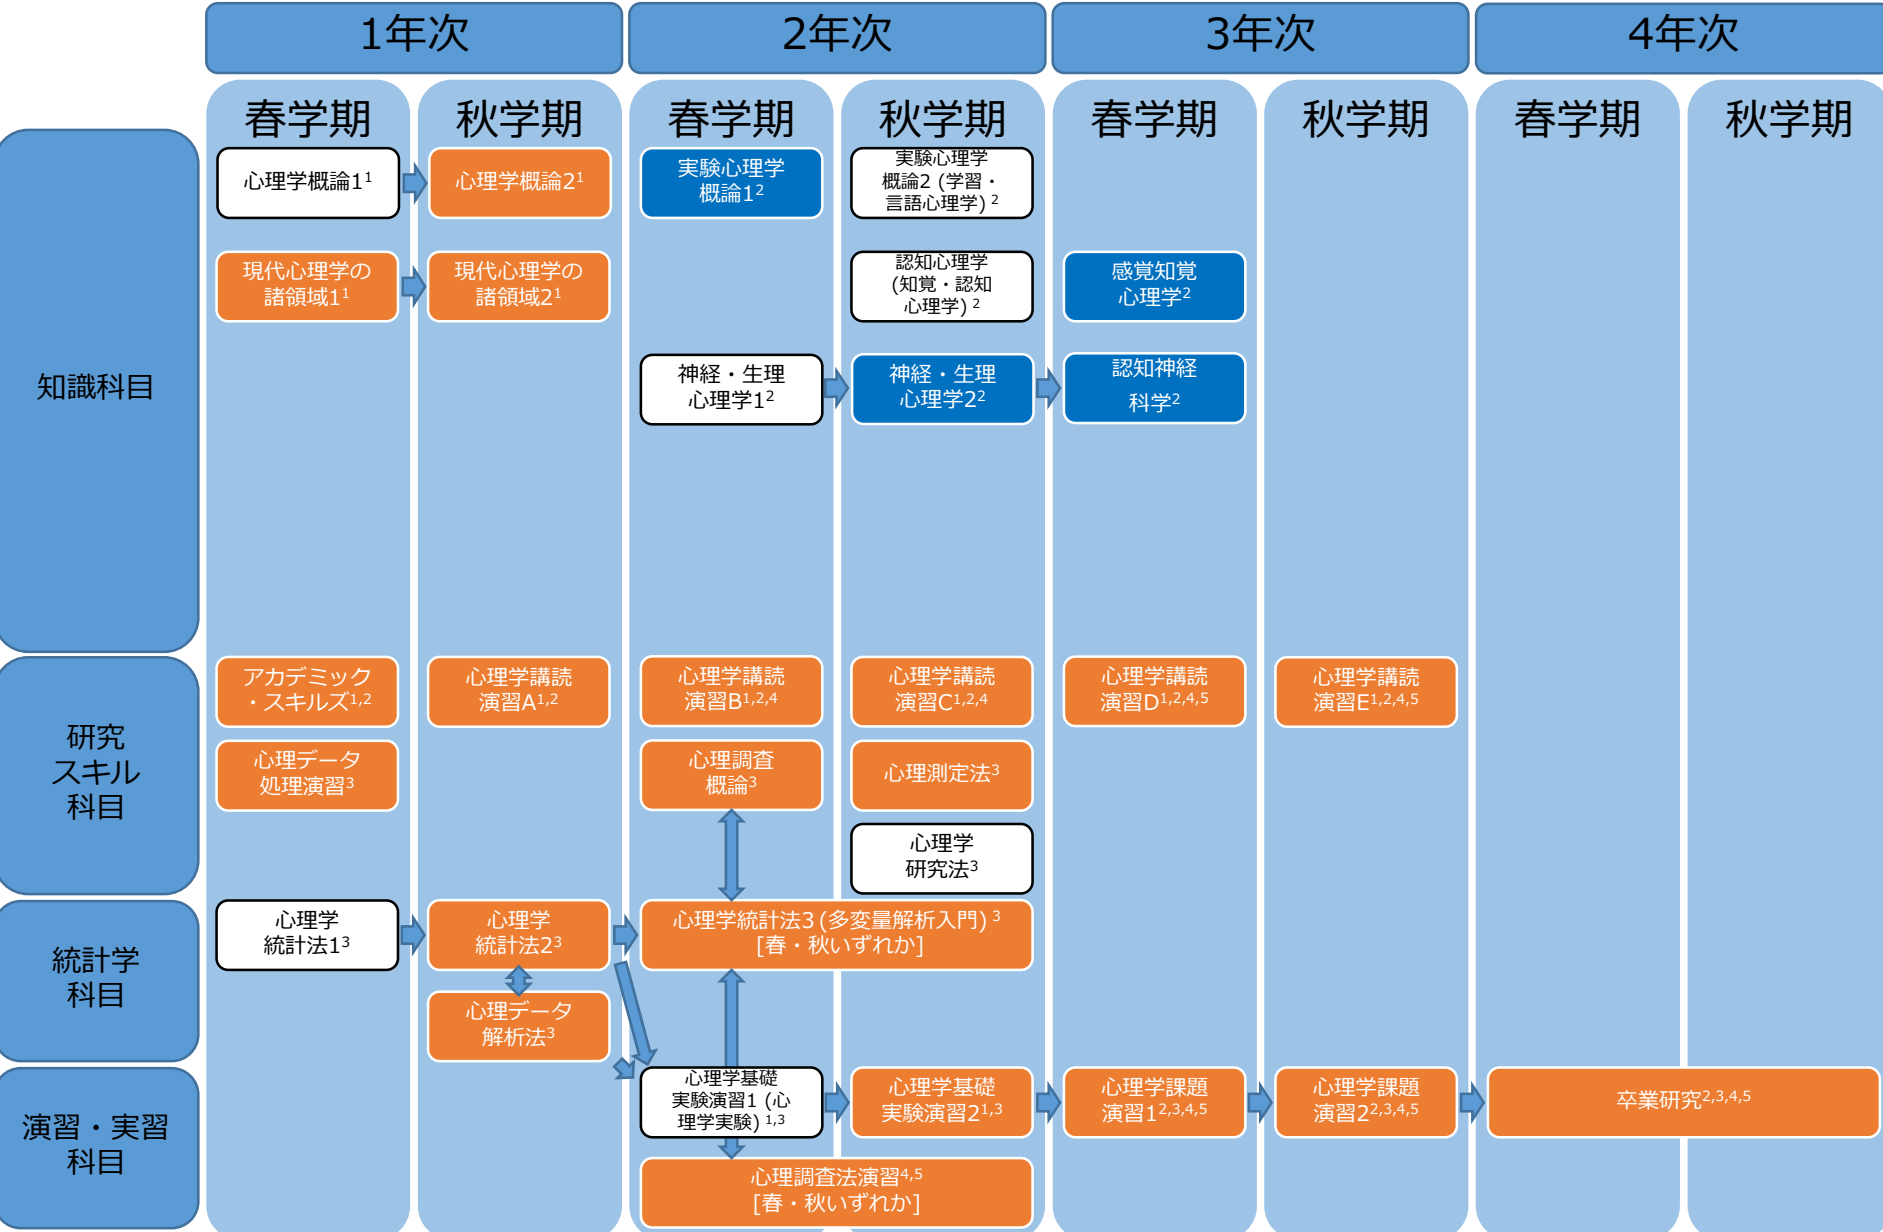 1年次
2年次
3年次
4年次
春学期
秋学期
春学期
秋学期
春学期
秋学期
春学期
秋学期
知識科目
心理学概論1¹
心理学概論2¹
実験心理学
概論1²
実験心理学
概論2 (学習・
言語心理学) ²
現代心理学の
諸領域1¹
現代心理学の
諸領域2¹
認知心理学
(知覚・認知
心理学) ²
感覚知覚
心理学²
神経・生理
心理学1²
神経・生理
心理学2²
認知神経
科学²
研究
スキル
科目
アカデミック
・スキルズ¹,²
心理学講読
演習A¹,²
心理学講読
演習B¹,²,⁴
心理学講読
演習C¹,²,⁴
心理学講読
演習D¹,²,⁴,⁵
心理学講読
演習E¹,²,⁴,⁵
心理データ
処理演習³
心理調査
概論³
心理測定法³
心理学
研究法³
統計学
科目
心理学
統計法1³
心理学
統計法2³
心理学統計法3 (多変量解析入門) ³
[春・秋いずれか]
心理データ
解析法³
演習・実習
科目
心理学基礎
実験演習1 (心
理学実験) ¹,³
心理学基礎
実験演習2¹,³
心理学課題
演習1²,³,⁴,⁵
心理学課題
演習2²,³,⁴,⁵
卒業研究²,³,⁴,⁵
心理調査法演習⁴,⁵
[春・秋いずれか]